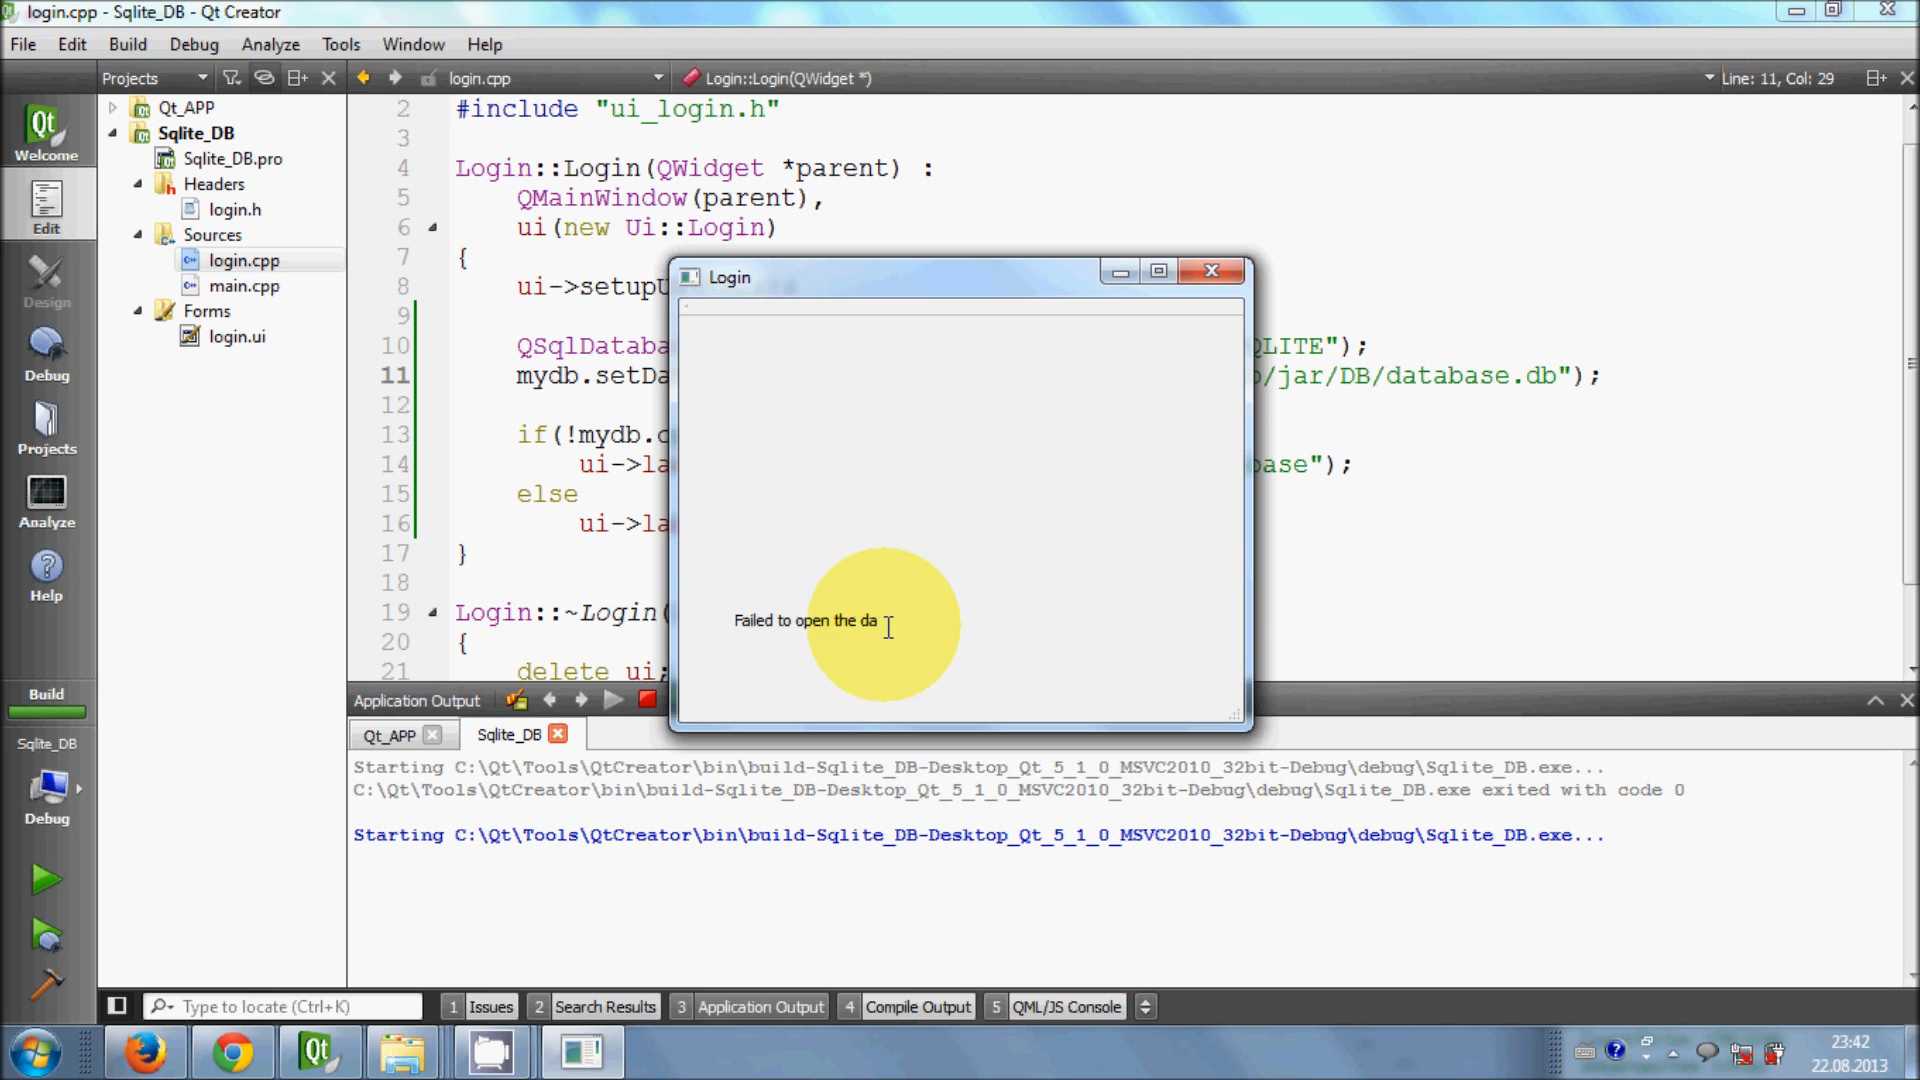 login.cpp - Sqlite_DB - Qt Creator
File Edit Build Debug Analyze Tools Window Help
Projects
login.cpp
Login::Login(QWidget *)
Line: 11, Col: 29
Qt
Welcome
Edit
Design
Debug
Projects
Analyze
Help
Build
Sqlite_DB
Debug
Qt_APP
Sqlite_DB
Sqlite_DB.pro
Headers
login.h
Sources
login.cpp
main.cpp
Forms
login.ui
2 #include "ui_login.h"
3
4 Login::Login(QWidget *parent) :
5 QMainWindow(parent),
6 ui(new Ui::Login)
7 {
8 ui->setupU
9
10 QSqlDataba QLITE");
11 mydb.setDa /jar/DB/database.db");
12
13 if(!mydb.
14 ui->la base");
15 else
16 ui->la
17 }
18
19 Login::~Login(
20 {
21 delete ui;
Login
Failed to open the da
Application Output
Qt_APP
Sqlite_DB
Starting C:\Qt\Tools\QtCreator\bin\build-Sqlite_DB-Desktop_Qt_5_1_0_MSVC2010_32bit-Debug\debug\Sqlite_DB.exe...
C:\Qt\Tools\QtCreator\bin\build-Sqlite_DB-Desktop_Qt_5_1_0_MSVC2010_32bit-Debug\debug\Sqlite_DB.exe exited with code 0
Starting C:\Qt\Tools\QtCreator\bin\build-Sqlite_DB-Desktop_Qt_5_1_0_MSVC2010_32bit-Debug\debug\Sqlite_DB.exe...
Type to locate (Ctrl+K)
1 Issues 2 Search Results 3 Application Output 4 Compile Output 5 QML/JS Console
Qt
23:42
22.08.2013